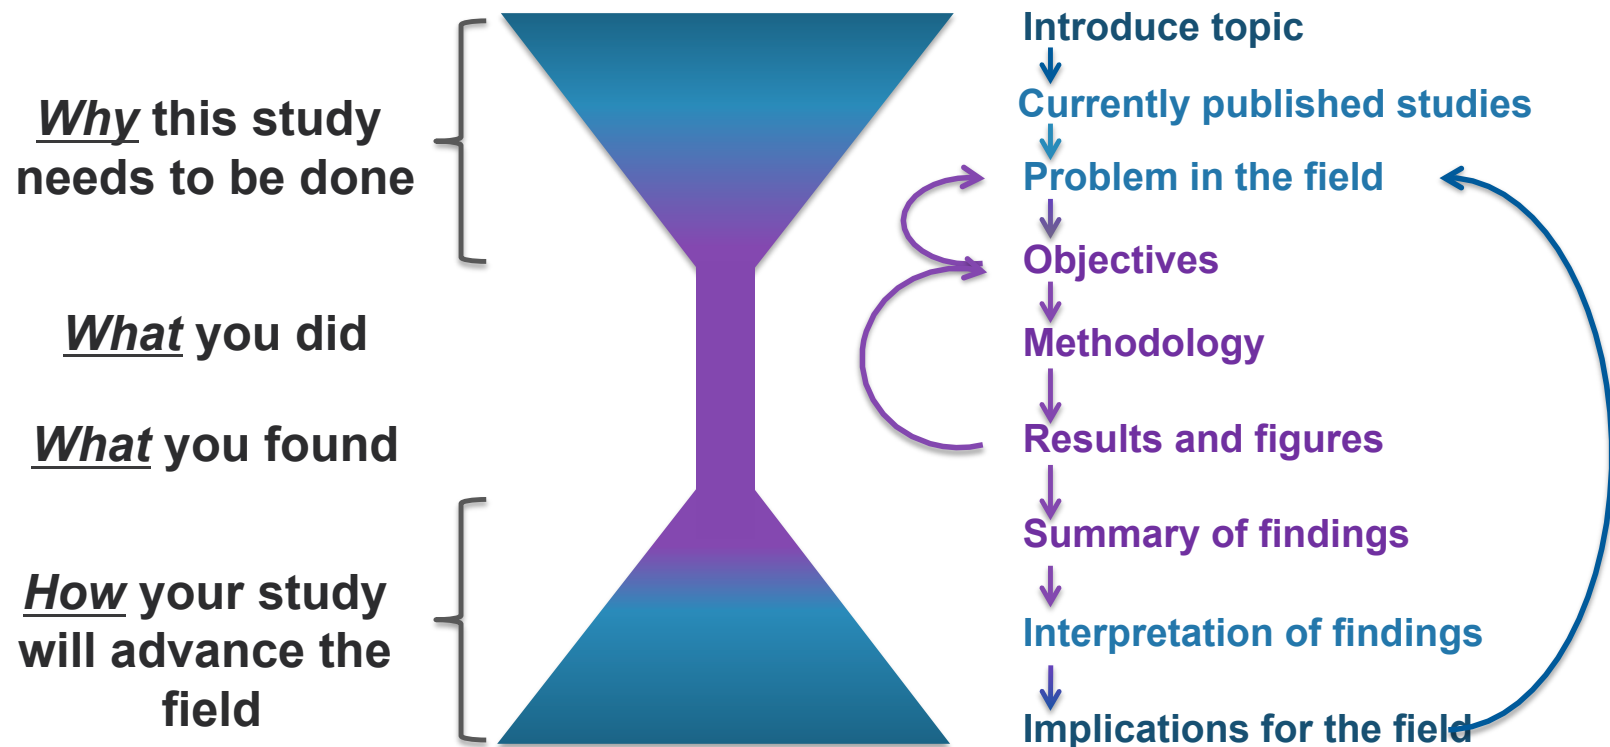 Why this study
needs to be done
What you did
What you found
How your study
will advance the
field
Introduce topic
Currently published studies
Problem in the field
Objectives
Methodology
Results and figures
Summary of findings
Interpretation of findings
Implications for the field